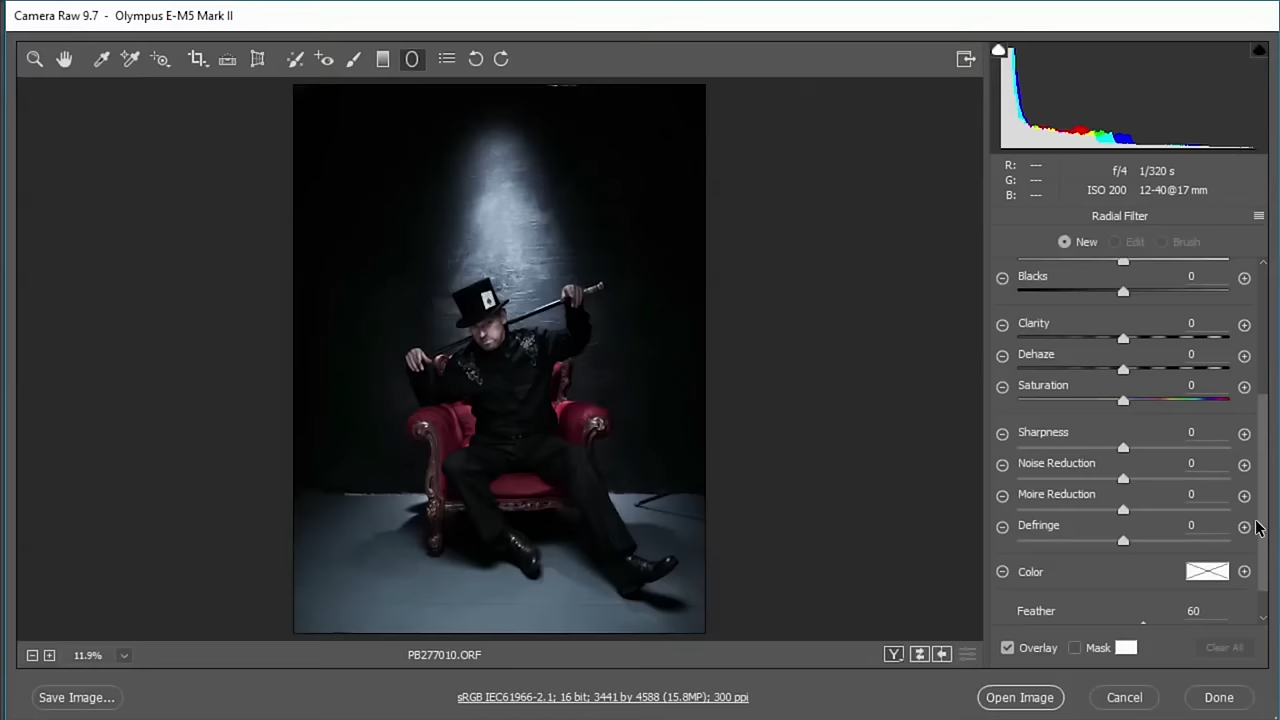 Camera Raw 9.7 - Olympus E-M5 Mark II
R: ---
G: ---
B: ---
f/4 1/320 s
ISO 200 12-40@17 mm
Radial Filter
New Edit Brush
Blacks 0
Clarity 0
Dehaze 0
Saturation 0
Sharpness 0
Noise Reduction 0
Moire Reduction 0
Defringe 0
Color
Feather 60
Overlay Mask Clear All
11.9% PB277010.ORF Y
Save Image... sRGB IEC61966-2.1; 16 bit; 3441 by 4588 (15.8MP); 300 ppi Open Image Cancel Done